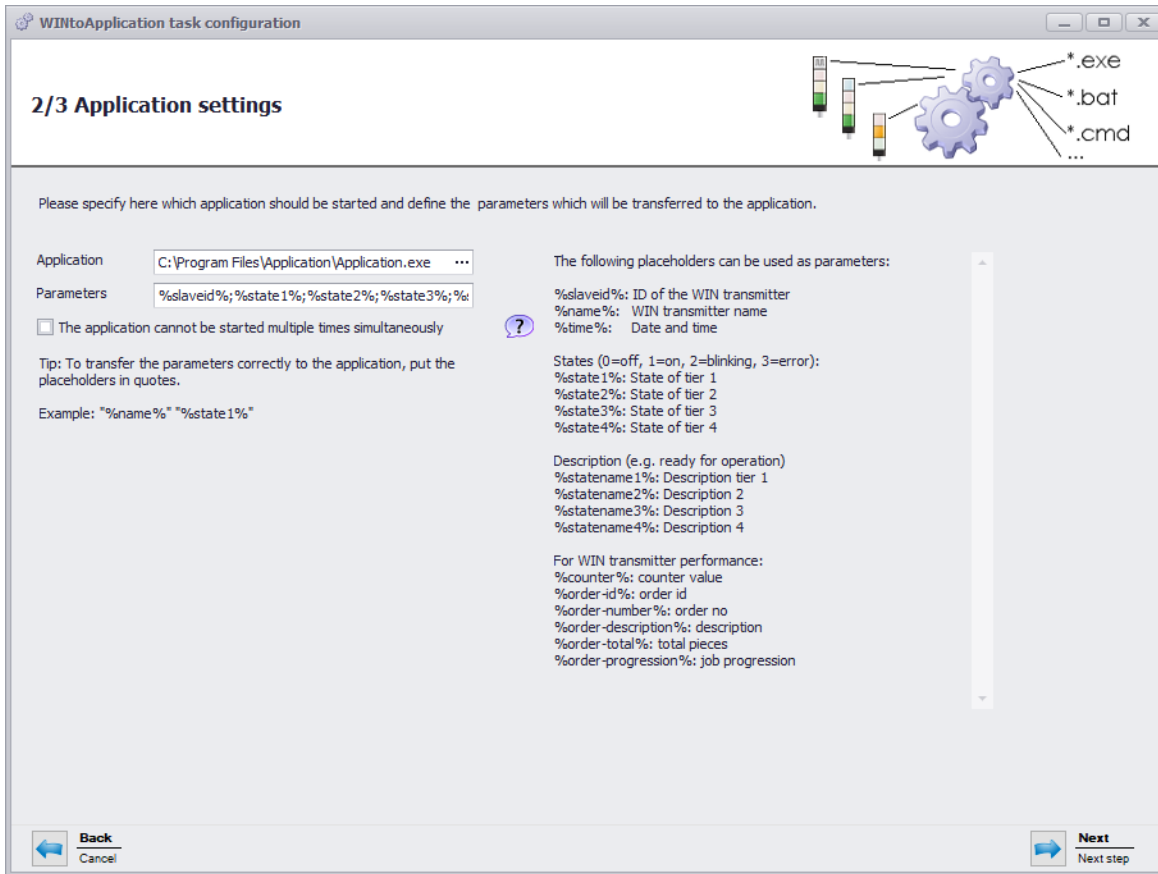 WINtoApplication task configuration
2/3 Application settings
*.exe
*.bat
*.cmd
...
Please specify here which application should be started and define the  parameters which will be transferred to the application.
Application
C:\Program Files\Application\Application.exe
...
Parameters
%slaveid%;%state1%;%state2%;%state3%;%
The application cannot be started multiple times simultaneously
?
Tip: To transfer the parameters correctly to the application, put the
placeholders in quotes.
Example: "%name%" "%state1%"
The following placeholders can be used as parameters:
%slaveid%: ID of the WIN transmitter
%name%: WIN transmitter name
%time%: Date and time
States (0=off, 1=on, 2=blinking, 3=error):
%state1%: State of tier 1
%state2%: State of tier 2
%state3%: State of tier 3
%state4%: State of tier 4
Description (e.g. ready for operation)
%statename1%: Description tier 1
%statename2%: Description 2
%statename3%: Description 3
%statename4%: Description 4
For WIN transmitter performance:
%counter%: counter value
%order-id%: order id
%order-number%: order no
%order-description%: description
%order-total%: total pieces
%order-progression%: job progression
Back
Cancel
Next
Next step